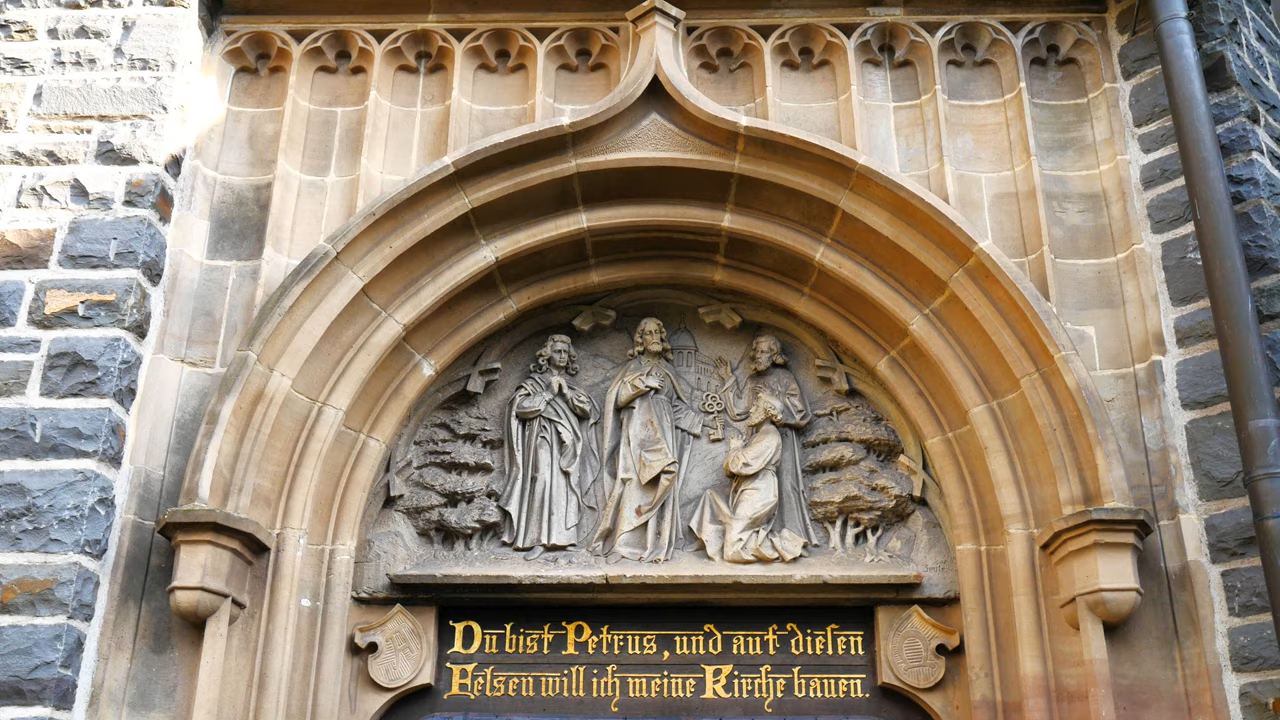 Du bist Petrus, und auf diesen
Felsen will ich meine Kirche bauen.